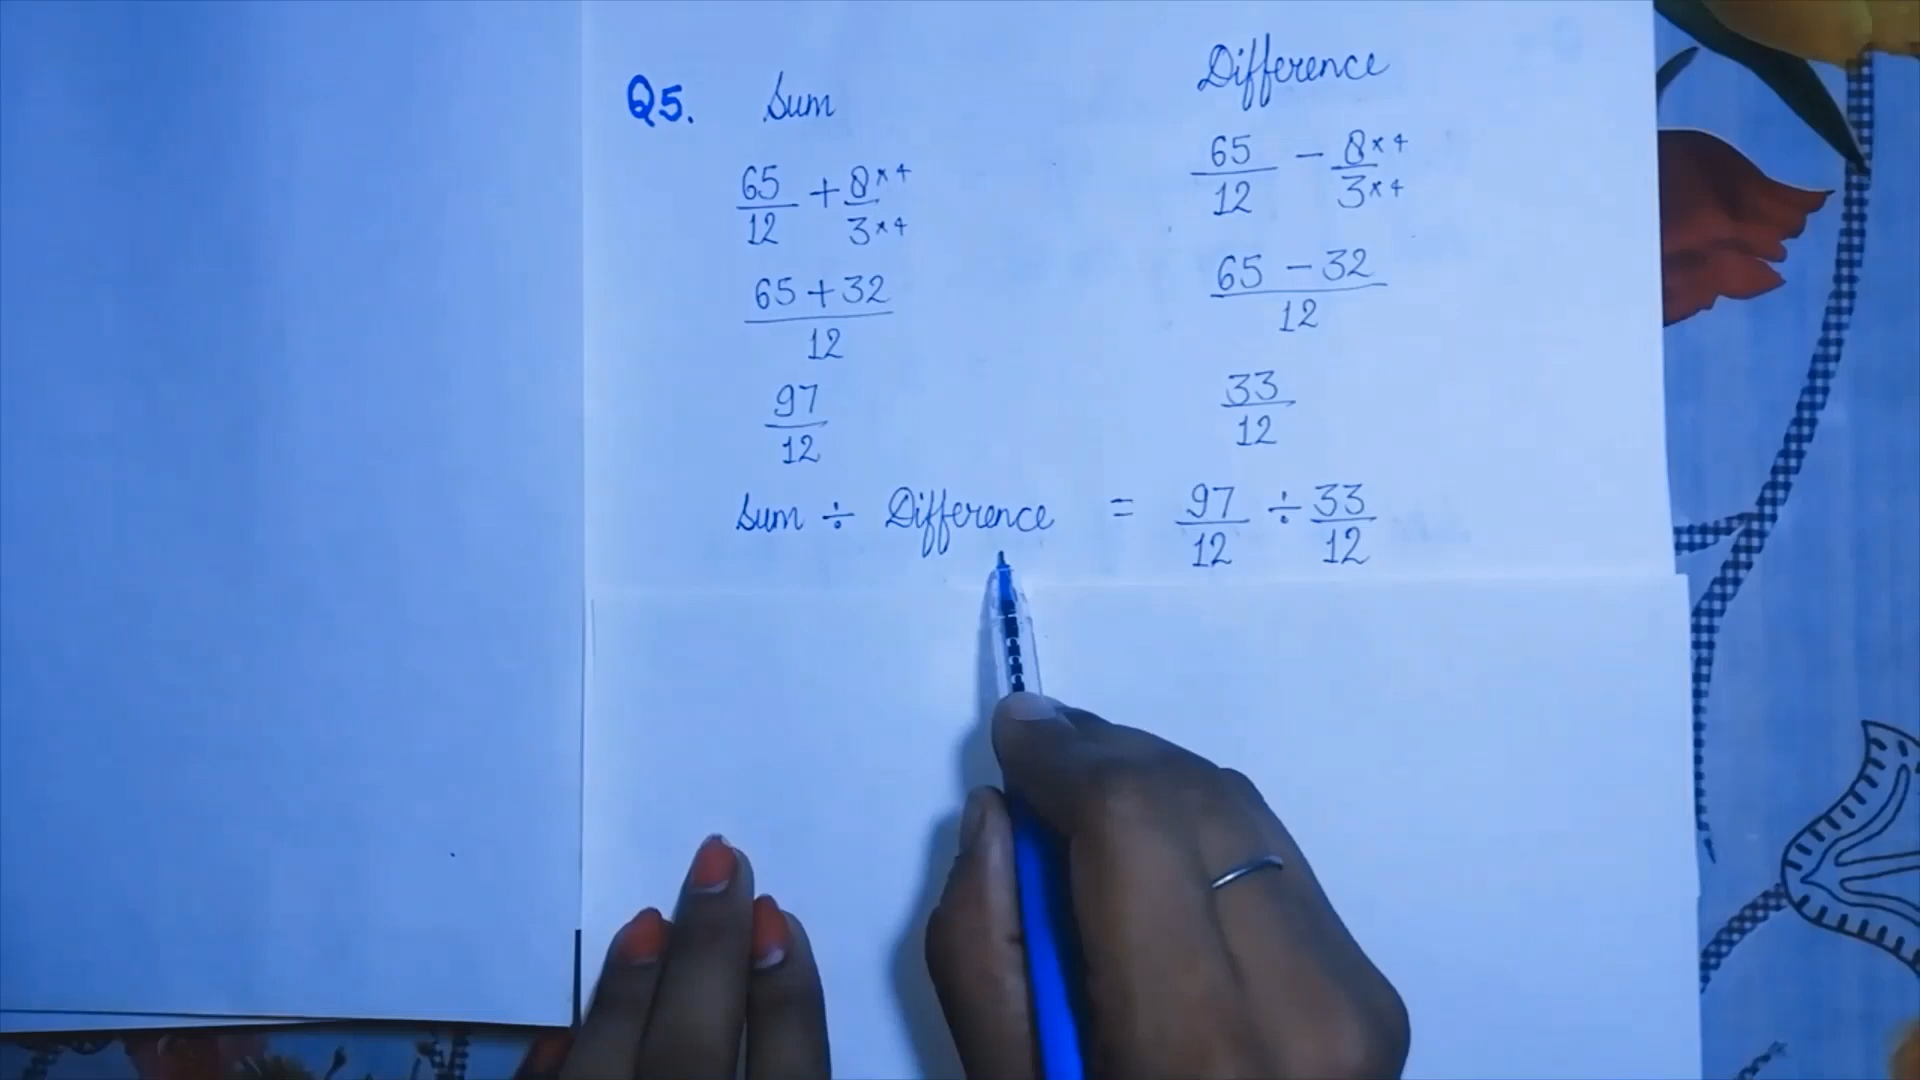 Q5. Sum
65/12 + 8×4/3×4
65+32/12
97/12
Difference
65/12 - 8×4/3×4
65-32/12
33/12
Sum ÷ Difference = 97/12 ÷ 33/12